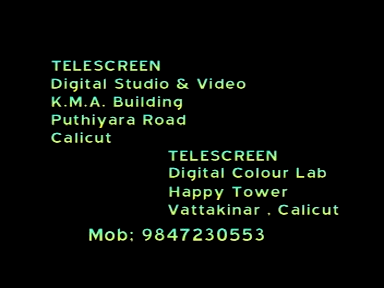 TELESCREEN
Digital Studio & Video
K.M.A. Building
Puthiyara Road
Calicut
TELESCREEN
Digital Colour Lab
Happy Tower
Vattakinar , Calicut
Mob: 9847230553